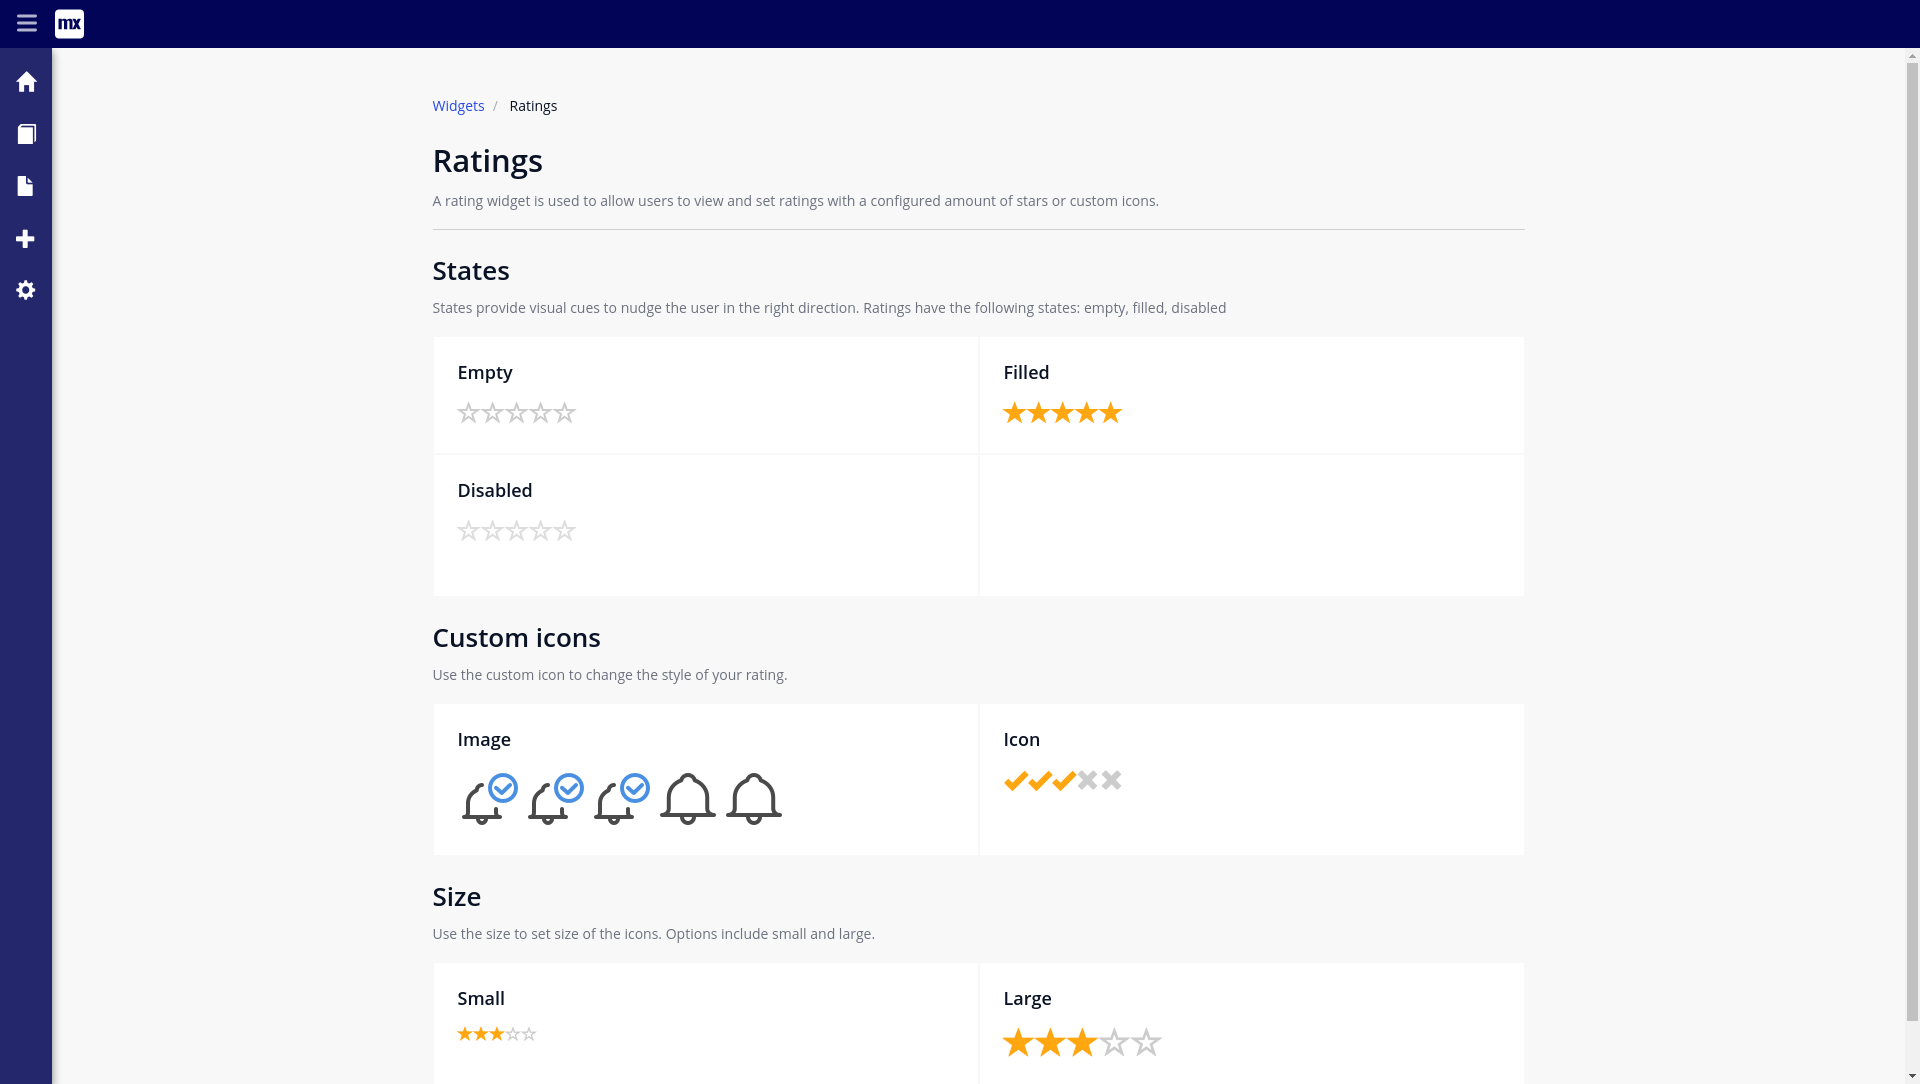 mx
Widgets / Ratings
Ratings
A rating widget is used to allow users to view and set ratings with a configured amount of stars or custom icons.
States
States provide visual cues to nudge the user in the right direction. Ratings have the following states: empty, filled, disabled
Empty
Filled
Disabled
Custom icons
Use the custom icon to change the style of your rating.
Image
Icon
Size
Use the size to set size of the icons. Options include small and large.
Small
Large